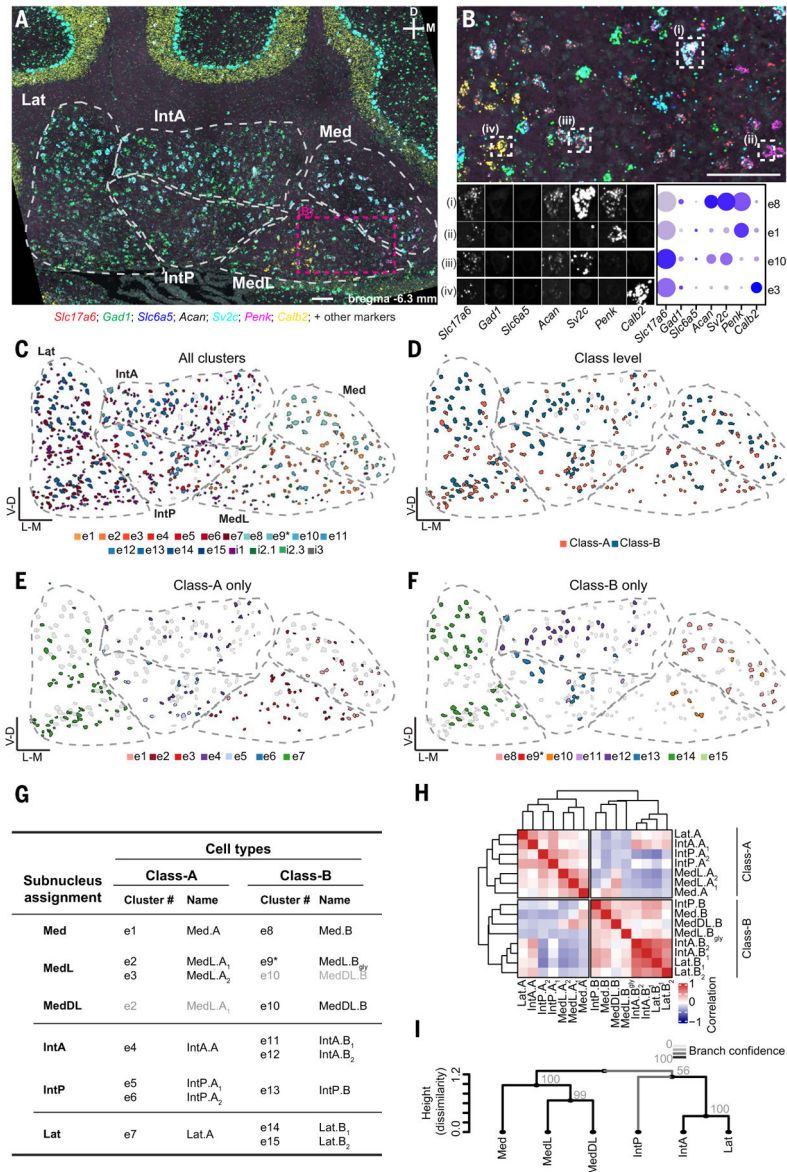 A
D
M
Lat
IntA
Med
IntP
MedL
bregma -6.3 mm
Slc17a6; Gad1; Slc6a5; Acan; Sv2c; Penk; Calb2; + other markers
B
(i)
(ii)
(iii)
(iv)
(i)
(ii)
(iii)
(iv)
e8
e1
e10
e3
Slc17a6
Gad1
Slc6a5
Acan
Sv2c
Penk
Calb2
Slc17a6
Gad1
Slc6a5
Acan
Sv2c
Penk
Calb2
C
All clusters
Lat
IntA
Med
IntP
MedL
V-D
L-M
e1 e2 e3 e4 e5 e6 e7 e8 e9* e10 e11
e12 e13 e14 e15 i1 i2.1 i2.3 i3
D
Class level
V-D
L-M
Class-A Class-B
E
Class-A only
V-D
L-M
e1 e2 e3 e4 e5 e6 e7
F
Class-B only
V-D
L-M
e8 e9* e10 e11 e12 e13 e14 e15
G
Cell types
Subnucleus assignment
Class-A Class-B
Cluster # Name Cluster # Name
Med e1 Med.A e8 Med.B
MedL e2 MedL.A1 e9* MedL.Bgly
e3 MedL.A2 e10 MedDL.B
MedDL e2 MedL.A1 e10 MedDL.B
IntA e4 IntA.A e11 IntA.B1
e12 IntA.B2
IntP e5 IntP.A1 e13 IntP.B
e6 IntP.A2
Lat e7 Lat.A e14 Lat.B1
e15 Lat.B2
H
Lat.A
IntA.A
IntP.A1
IntP.A2
MedL.A2
MedL.A1
Med.A
IntP.B
Med.B
MedDL.B
MedL.Bgly
IntA.B2
IntA.B1
Lat.B1
Lat.B2
Class-A
Class-B
Lat.A
IntA.A
IntP.A2
IntP.A1
MedL.A1
MedL.A2
Med.A
IntP.B
Med.B
MedDL.B
MedL.Bgly
IntA.B2
IntA.B1
Lat.B1
Lat.B2
1
0
−1
Correlation
I
0
100
Branch confidence
Height
(dissimilarity)
1.2
0.0
100
99
56
100
Med
MedL
MedDL
IntP
IntA
Lat